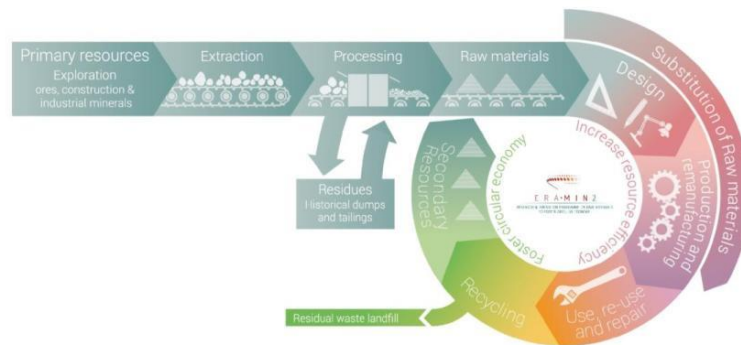 Primary resources
Exploration
ores, construction &
industrial minerals
Extraction
Processing
Raw materials
Residues
Historical dumps
and tailings
Design
Substitution of Raw materials
Production and
remanufacturing
Use, re-use
and repair
Recycling
Secondary
Resources
Foster circular economy
Increase resource efficiency
ERA·MIN 2
Residual waste landfill